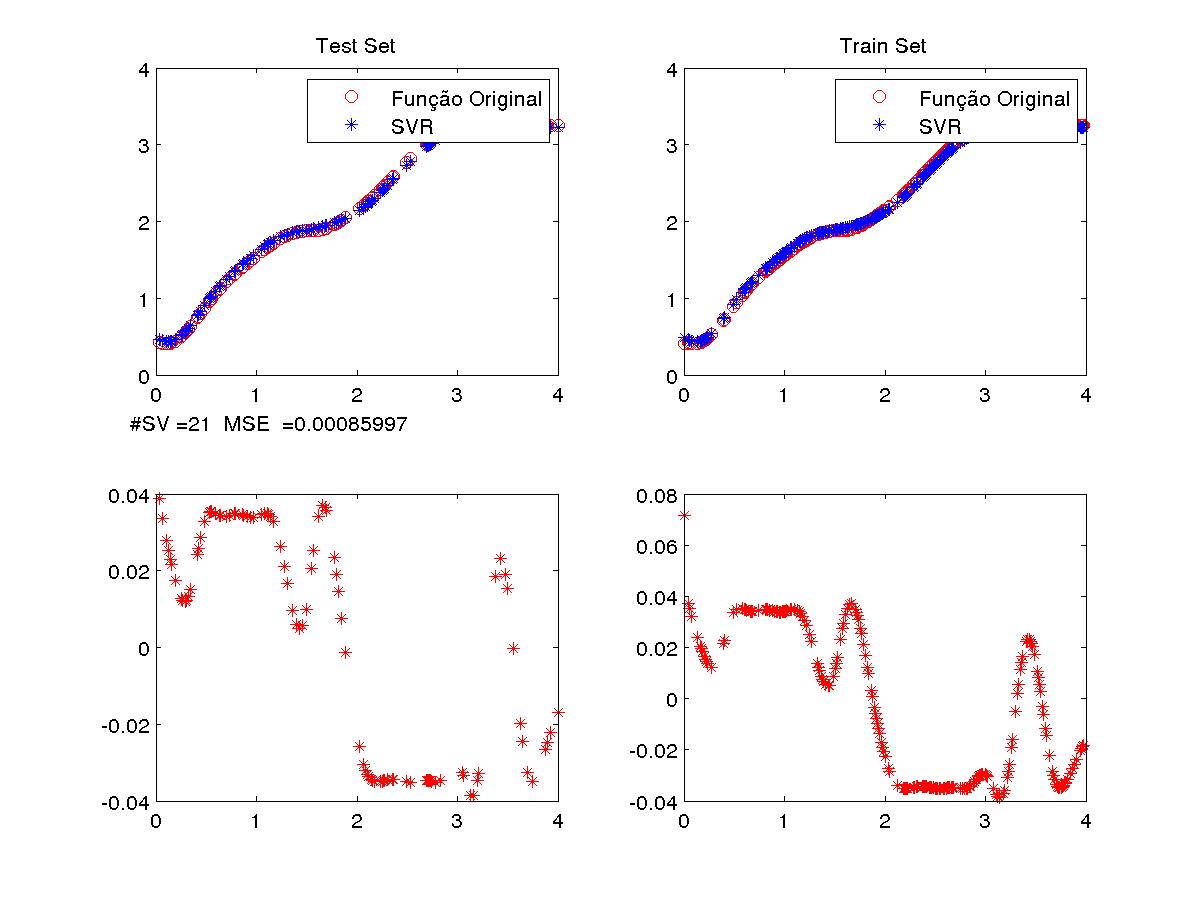 Test Set
Train Set
4
3
2
1
0
Função Original
SVR
0 1 2 3 4
4
3
2
1
0
Função Original
SVR
0 1 2 3 4
#SV =21 MSE =0.00085997
0.04
0.02
0
-0.02
-0.04
0 1 2 3 4
0.08
0.06
0.04
0.02
0
-0.02
-0.04
0 1 2 3 4